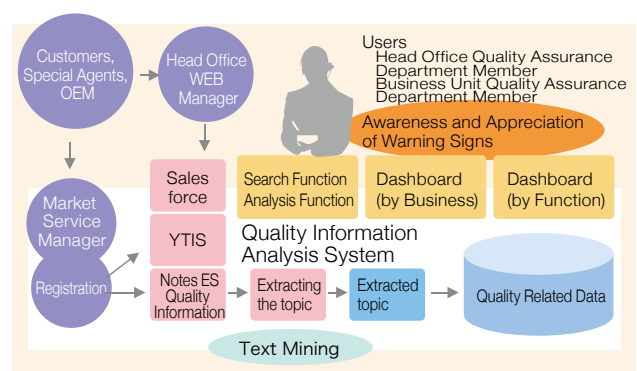 Customers,
Special Agents,
OEM
Head Office
WEB
Manager
Users
Head Office Quality Assurance
Department Member
Business Unit Quality Assurance
Department Member
Awareness and Appreciation
of Warning Signs
Market
Service
Manager
Registration
Sales
force
YTIS
Notes ES
Quality
Information
Search Function
Analysis Function
Dashboard
(by Business)
Dashboard
(by Function)
Quality Information
Analysis System
Extracting
the topic
Extracted
topic
Quality Related Data
Text Mining